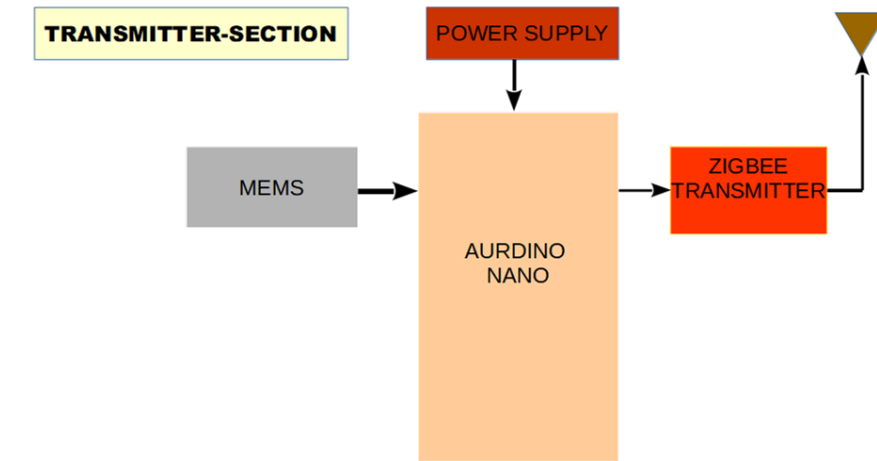 TRANSMITTER-SECTION
POWER SUPPLY
MEMS
AURDINO
NANO
ZIGBEE
TRANSMITTER